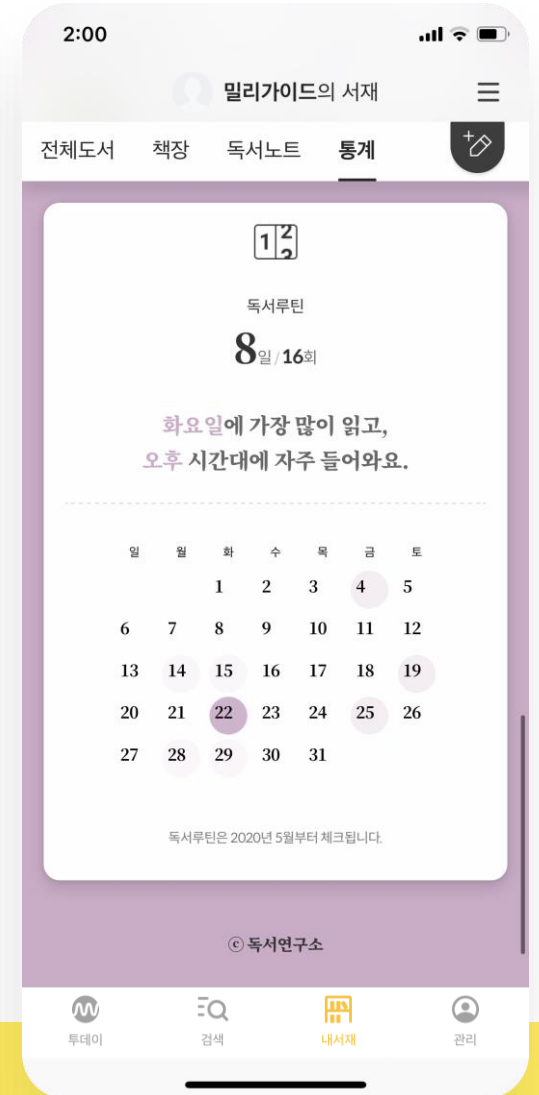 2:00
밀리가이드의 서재
전체도서 책장 독서노트 통계
1 2 2
독서루틴
8일/16회
화요일에 가장 많이 읽고,
오후 시간대에 자주 들어와요.
일 월 화 수 목 금 토
1 2 3 4 5
6 7 8 9 10 11 12
13 14 15 16 17 18 19
20 21 22 23 24 25 26
27 28 29 30 31
독서루틴은 2020년 5월부터 체크됩니다.
ⓒ 독서연구소
투데이 검색 내서재 관리